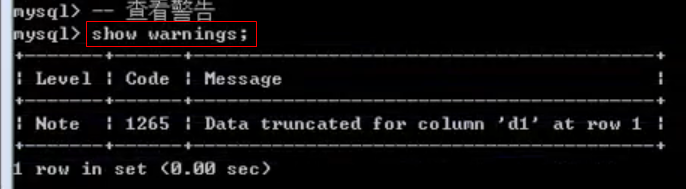 mysql> -- 查看警告
mysql> show warnings;
+-------+------+-----------------------------------------+
| Level | Code | Message                                 |
+-------+------+-----------------------------------------+
| Note  | 1265 | Data truncated for column 'd1' at row 1 |
+-------+------+-----------------------------------------+
1 row in set (0.00 sec)